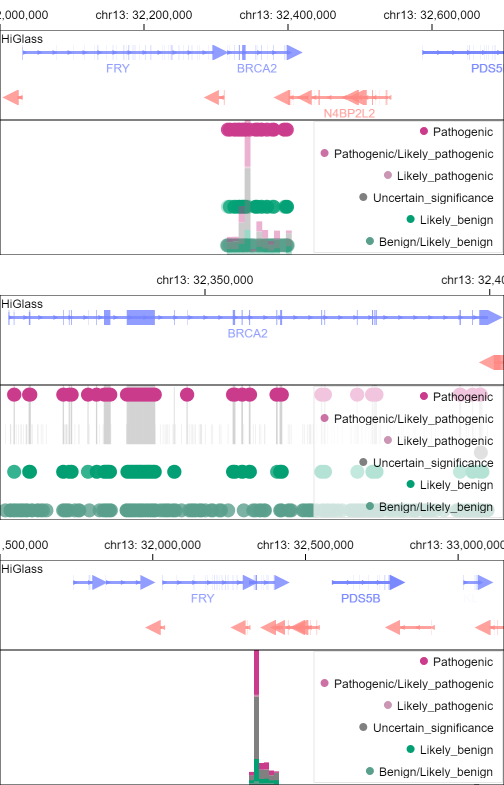 2,000,000 chr13: 32,200,000 chr13: 32,400,000 chr13: 32,600,000
HiGlass
FRY BRCA2 PDS5
N4BP2L2
Pathogenic
Pathogenic/Likely_pathogenic
Likely_pathogenic
Uncertain_significance
Likely_benign
Benign/Likely_benign
chr13: 32,350,000 chr13: 32,40
HiGlass
BRCA2
Pathogenic
Pathogenic/Likely_pathogenic
Likely_pathogenic
Uncertain_significance
Likely_benign
Benign/Likely_benign
,500,000 chr13: 32,000,000 chr13: 32,500,000 chr13: 33,000,000
HiGlass
FRY PDS5B
Pathogenic
Pathogenic/Likely_pathogenic
Likely_pathogenic
Uncertain_significance
Likely_benign
Benign/Likely_benign